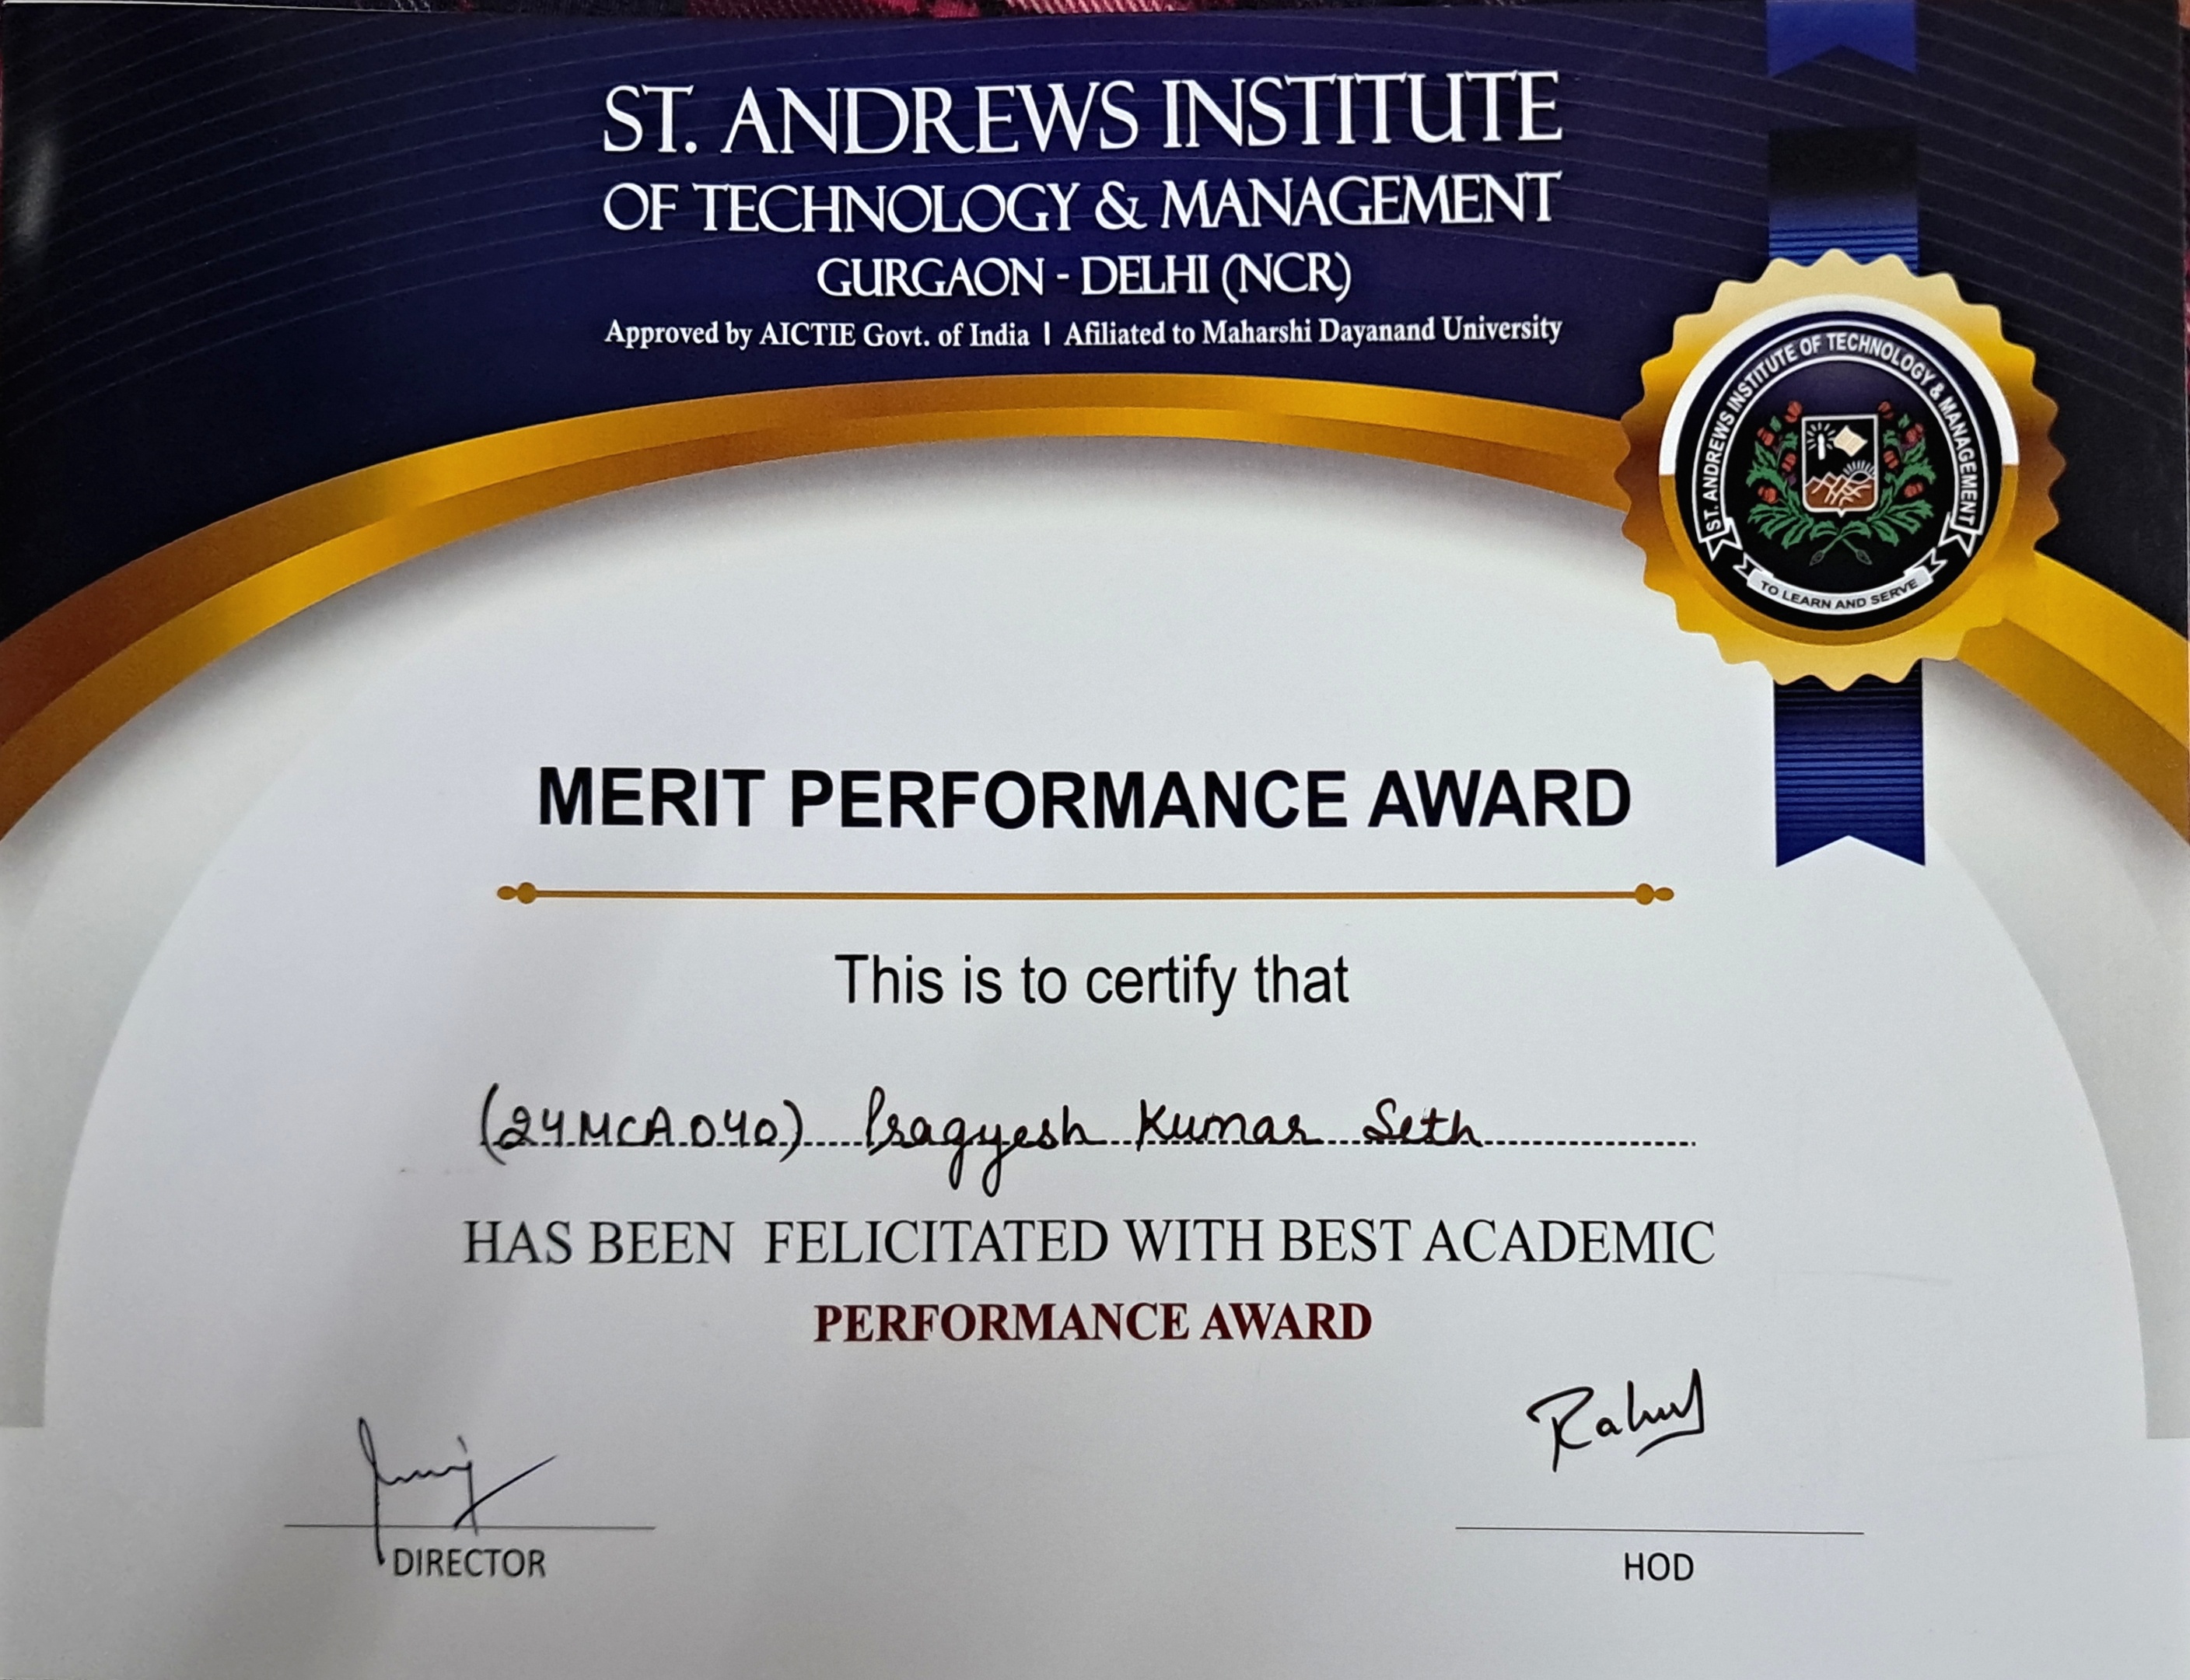 ST. ANDREWS INSTITUTE
OF TECHNOLOGY & MANAGEMENT
GURGAON - DELHI (NCR)
Approved by AICTIE Govt. of India | Afiliated to Maharshi Dayanand University
ST. ANDREWS INSTITUTE OF TECHNOLOGY & MANAGEMENT
TO LEARN AND SERVE
MERIT PERFORMANCE AWARD
This is to certify that
(24MCA040) Pragyesh Kumar Seth
HAS BEEN FELICITATED WITH BEST ACADEMIC
PERFORMANCE AWARD
Rahul
DIRECTOR
HOD